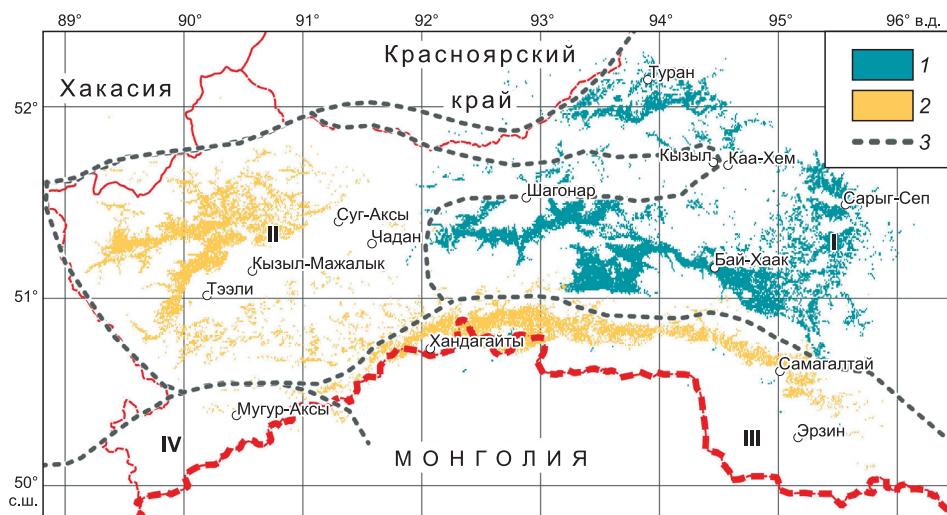 89° 90° 91° 92° 93° 94° 95° 96° в.д.
Красноярский
Хакасия
край
Туран
1
2
3
52°
Кызыл
Каа-Хем
Шагонар
Сарыг-Сеп
Суг-Аксы
II
Чадан
I
Кызыл-Мажалык
Бай-Хаак
Тээли
51°
Хандагайты
Самагалтай
Мугур-Аксы
Эрзин
IV
III
МОНГОЛИЯ
50°
с.ш.